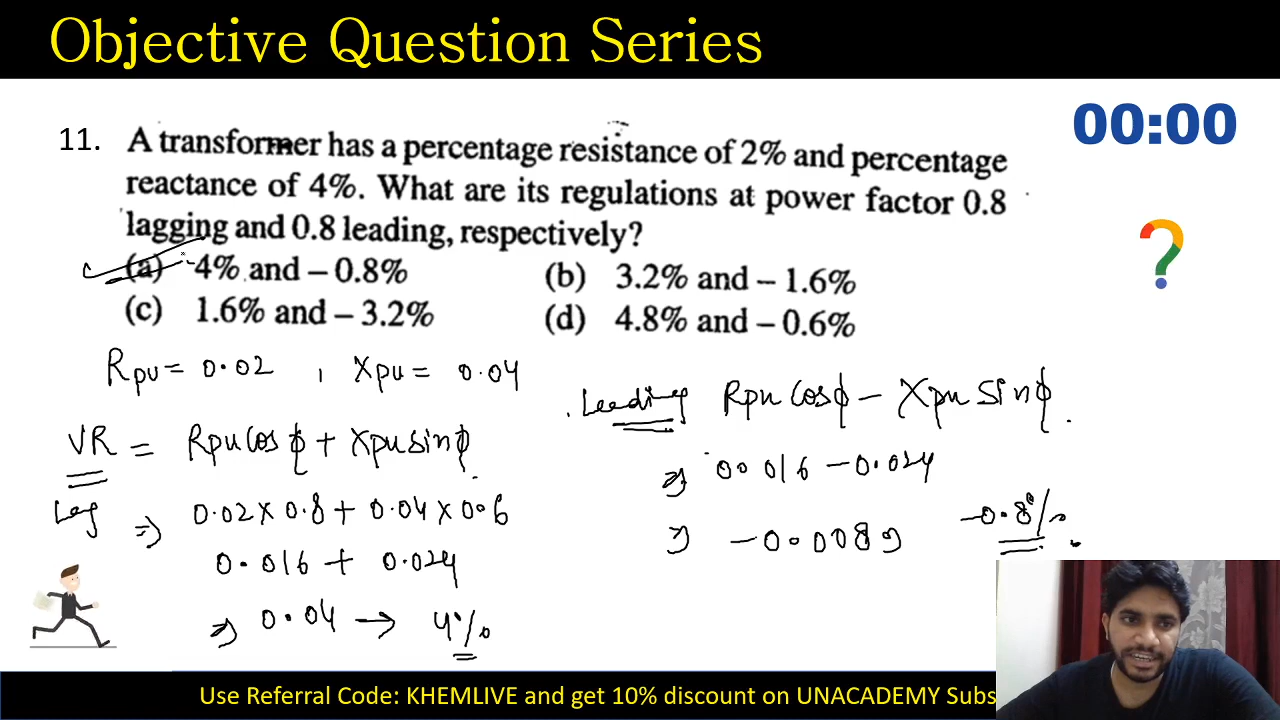 Objective Question Series
00:00
11. A transformer has a percentage resistance of 2% and percentage
reactance of 4%. What are its regulations at power factor 0.8
lagging and 0.8 leading, respectively?
(a) 4% and – 0.8% (b) 3.2% and – 1.6%
(c) 1.6% and – 3.2% (d) 4.8% and – 0.6%
?
Rpu = 0.02 , Xpu = 0.04
VR = Rpu Cos ϕ + Xpu sin ϕ
Lag ⇒ 0.02 × 0.8 + 0.04 × 0.6
0.016 + 0.024
⇒ 0.04 → 4%
Leading Rpu Cos ϕ – Xpu Sin ϕ
⇒ 0.016 – 0.024
⇒ – 0.008 ⇒ – 0.8%
Use Referral Code: KHEMLIVE and get 10% discount on UNACADEMY Subs